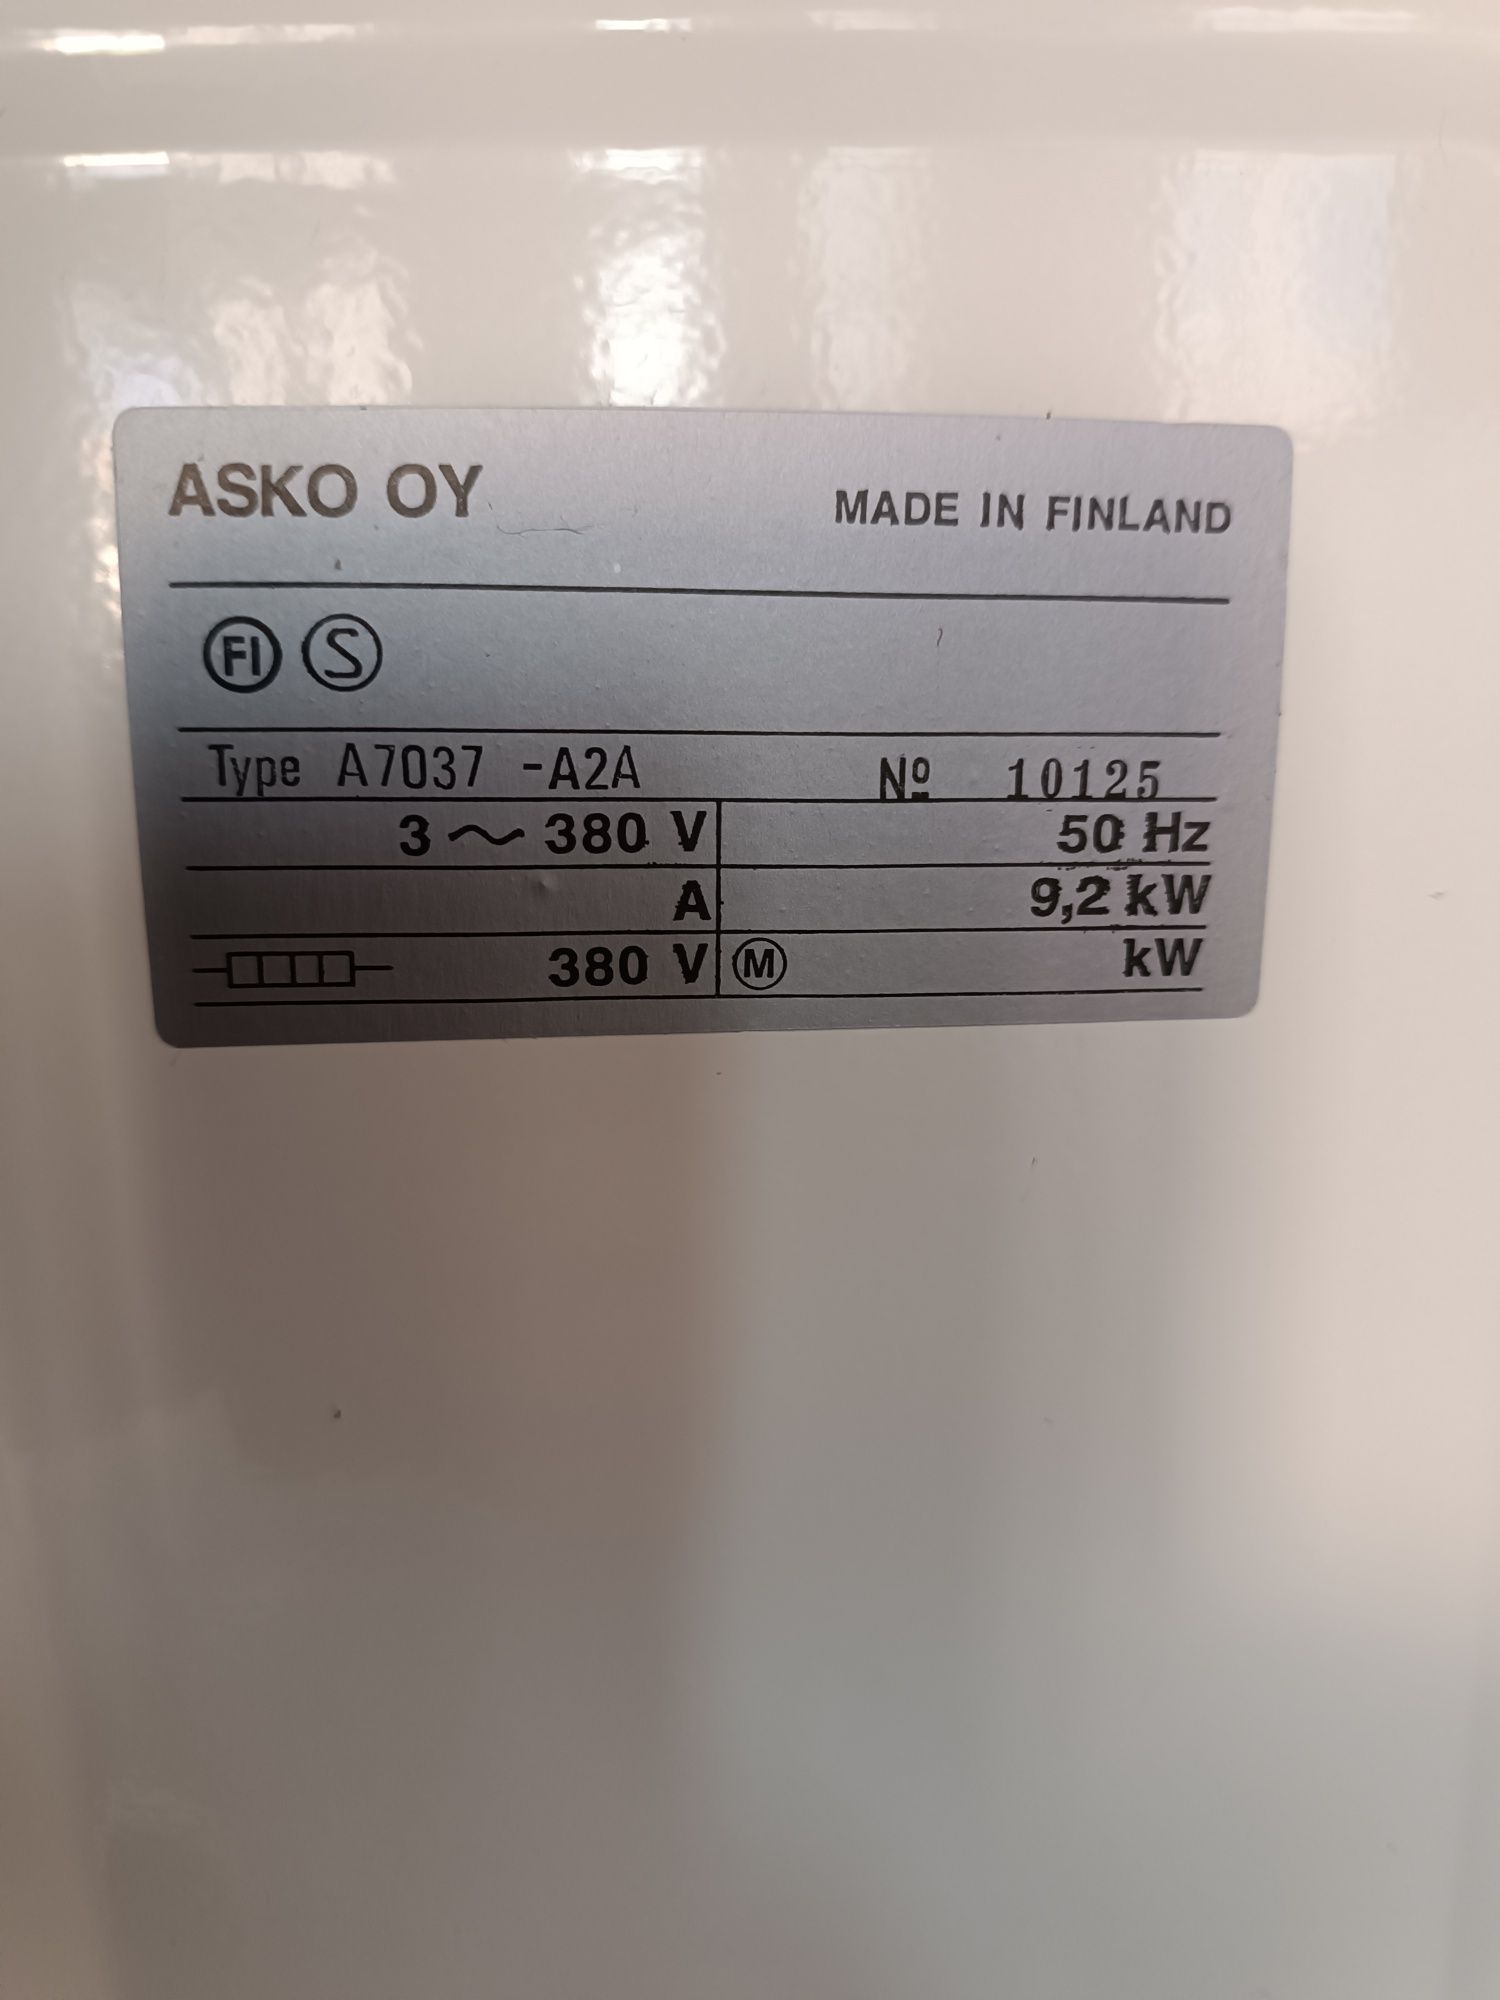 ASKO OY
MADE IN FINLAND
FI S
Type A7037 -A2A Nº 10125
3 ~ 380 V 50 Hz
A 9,2 kW
380 V M kW